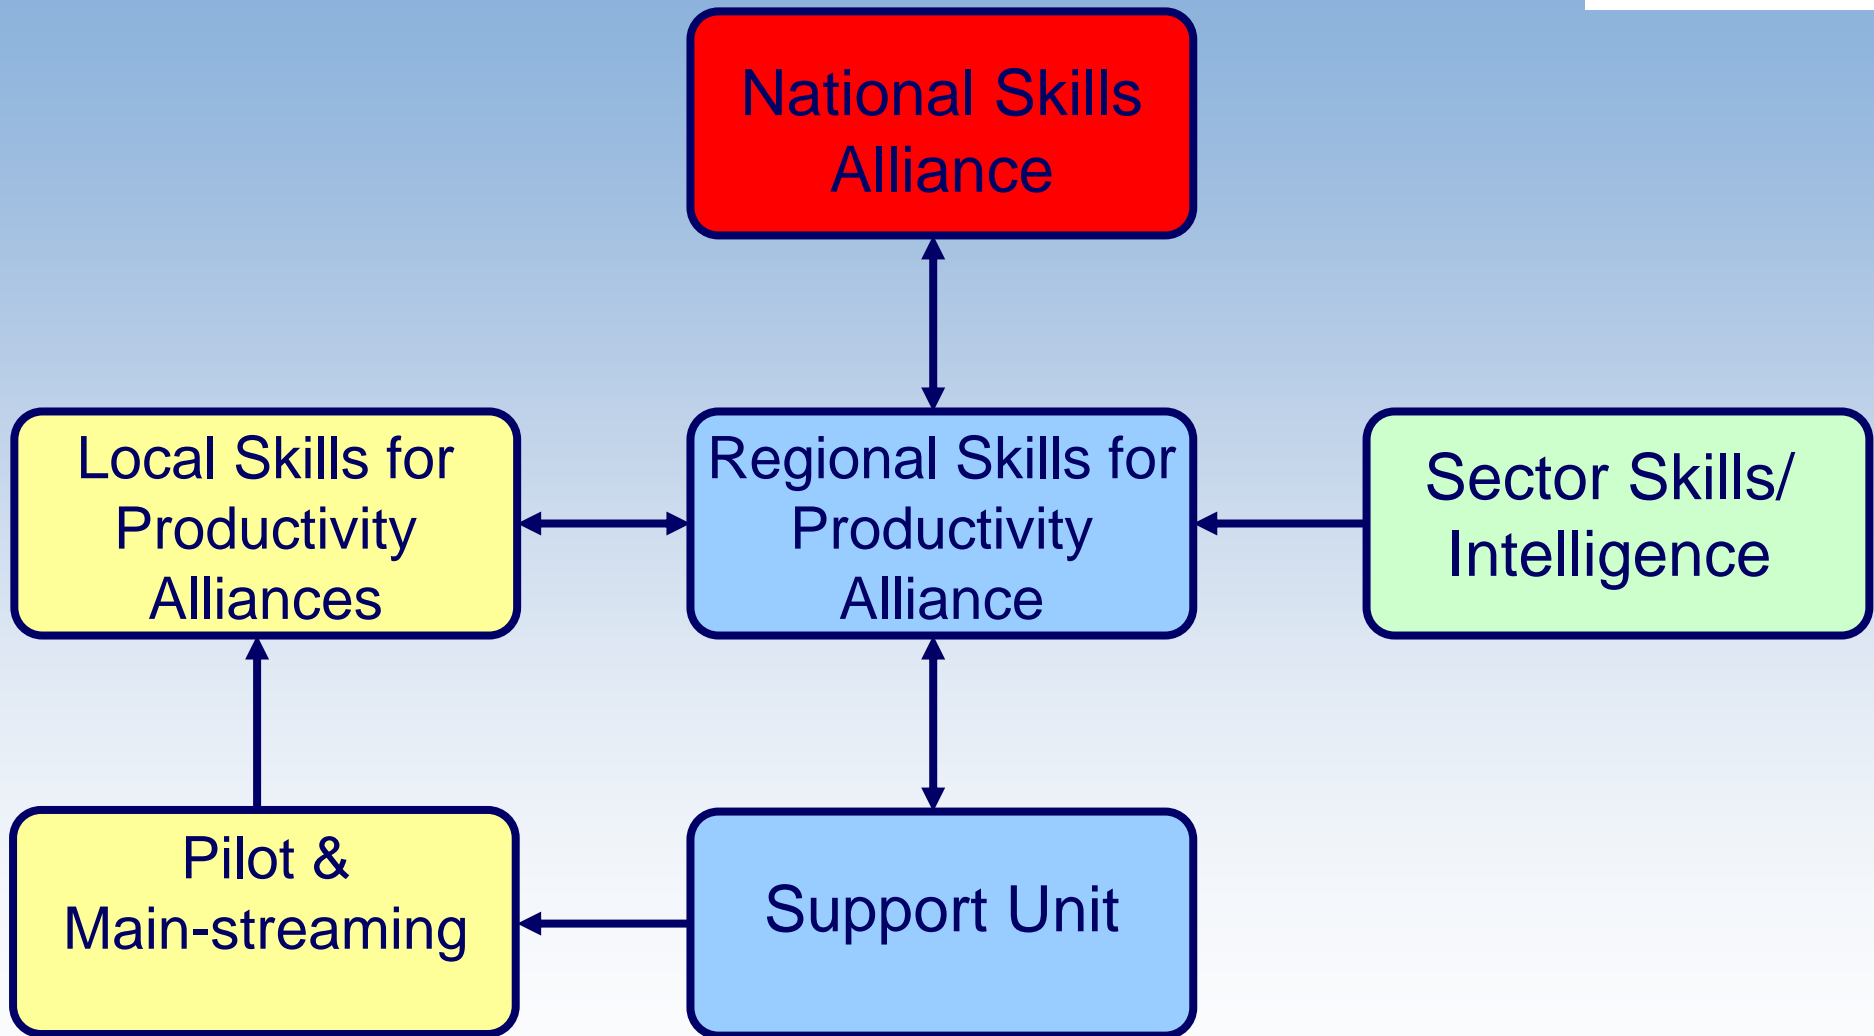 National Skills
Alliance
Local Skills for
Productivity
Alliances
Regional Skills for
Productivity
Alliance
Sector Skills/
Intelligence
Pilot &
Main-streaming
Support Unit